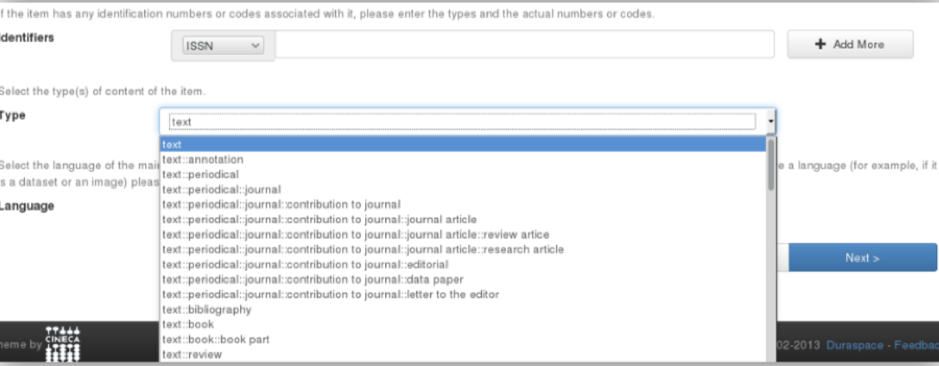 f the item has any identification numbers or codes associated with it, please enter the types and the actual numbers or codes.
dentifiers
ISSN
+ Add More
Select the type(s) of content of the item.
Type
text
text
text::annotation
Select the language of the mai
e a language (for example, if it
text::periodical
s a dataset or an image) pleas
text::periodical::journal
Language
text::periodical::journal::contribution to journal
text::periodical::journal::contribution to journal::journal article
text::periodical::journal::contribution to journal::journal article::review artice
text::periodical::journal::contribution to journal::journal article::research article
Next >
text::periodical::journal::contribution to journal::editorial
text::periodical::journal::contribution to journal::data paper
text::periodical::journal::contribution to journal::letter to the editor
text::bibliography
text::book
text::book::book part
text::review
heme by
CINECA
02-2013 Duraspace - Feedbac